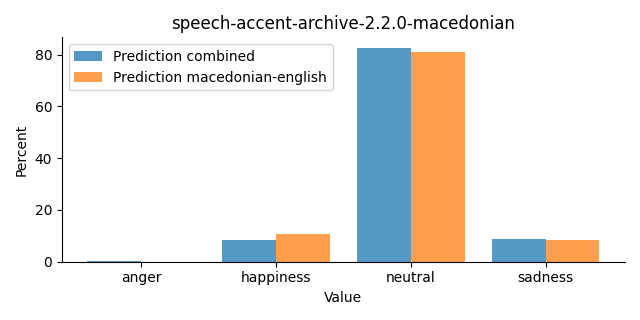 speech-accent-archive-2.2.0-macedonian
Prediction combined
Prediction macedonian-english
Percent
80
60
40
20
0
anger happiness neutral sadness
Value